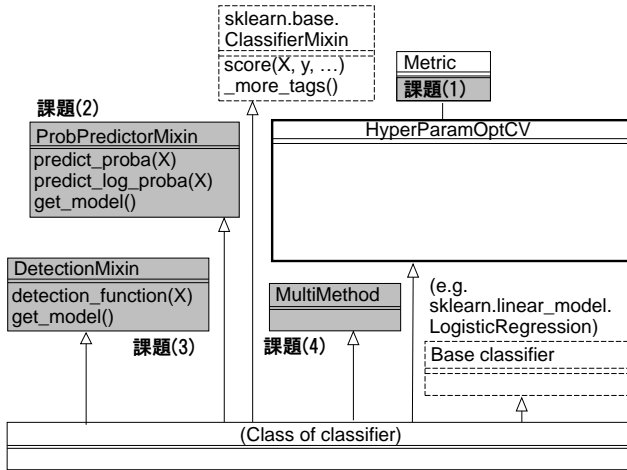 sklearn.base.
ClassifierMixin
score(X, y, …)
_more_tags()
Metric
課題(1)
課題(2)
ProbPredictorMixin
predict_proba(X)
predict_log_proba(X)
get_model()
HyperParamOptCV
DetectionMixin
detection_function(X)
get_model()
課題(3)
MultiMethod
課題(4)
(e.g.
sklearn.linear_model.
LogisticRegression)
Base classifier
(Class of classifier)